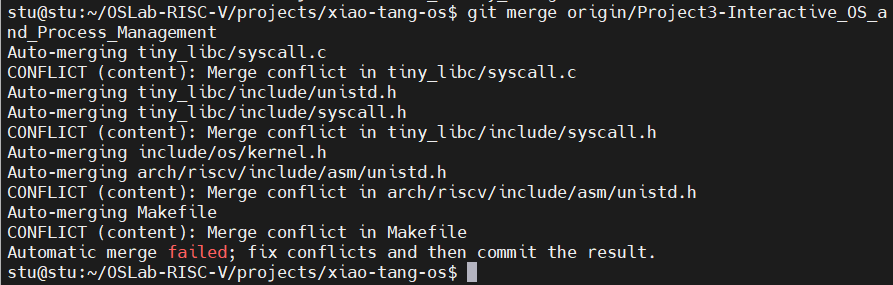 stu@stu:~/OSLab-RISC-V/projects/xiao-tang-os$ git merge origin/Project3-Interactive_OS_a
nd_Process_Management
Auto-merging tiny_libc/syscall.c
CONFLICT (content): Merge conflict in tiny_libc/syscall.c
Auto-merging tiny_libc/include/unistd.h
Auto-merging tiny_libc/include/syscall.h
CONFLICT (content): Merge conflict in tiny_libc/include/syscall.h
Auto-merging include/os/kernel.h
Auto-merging arch/riscv/include/asm/unistd.h
CONFLICT (content): Merge conflict in arch/riscv/include/asm/unistd.h
Auto-merging Makefile
CONFLICT (content): Merge conflict in Makefile
Automatic merge failed; fix conflicts and then commit the result.
stu@stu:~/OSLab-RISC-V/projects/xiao-tang-os$